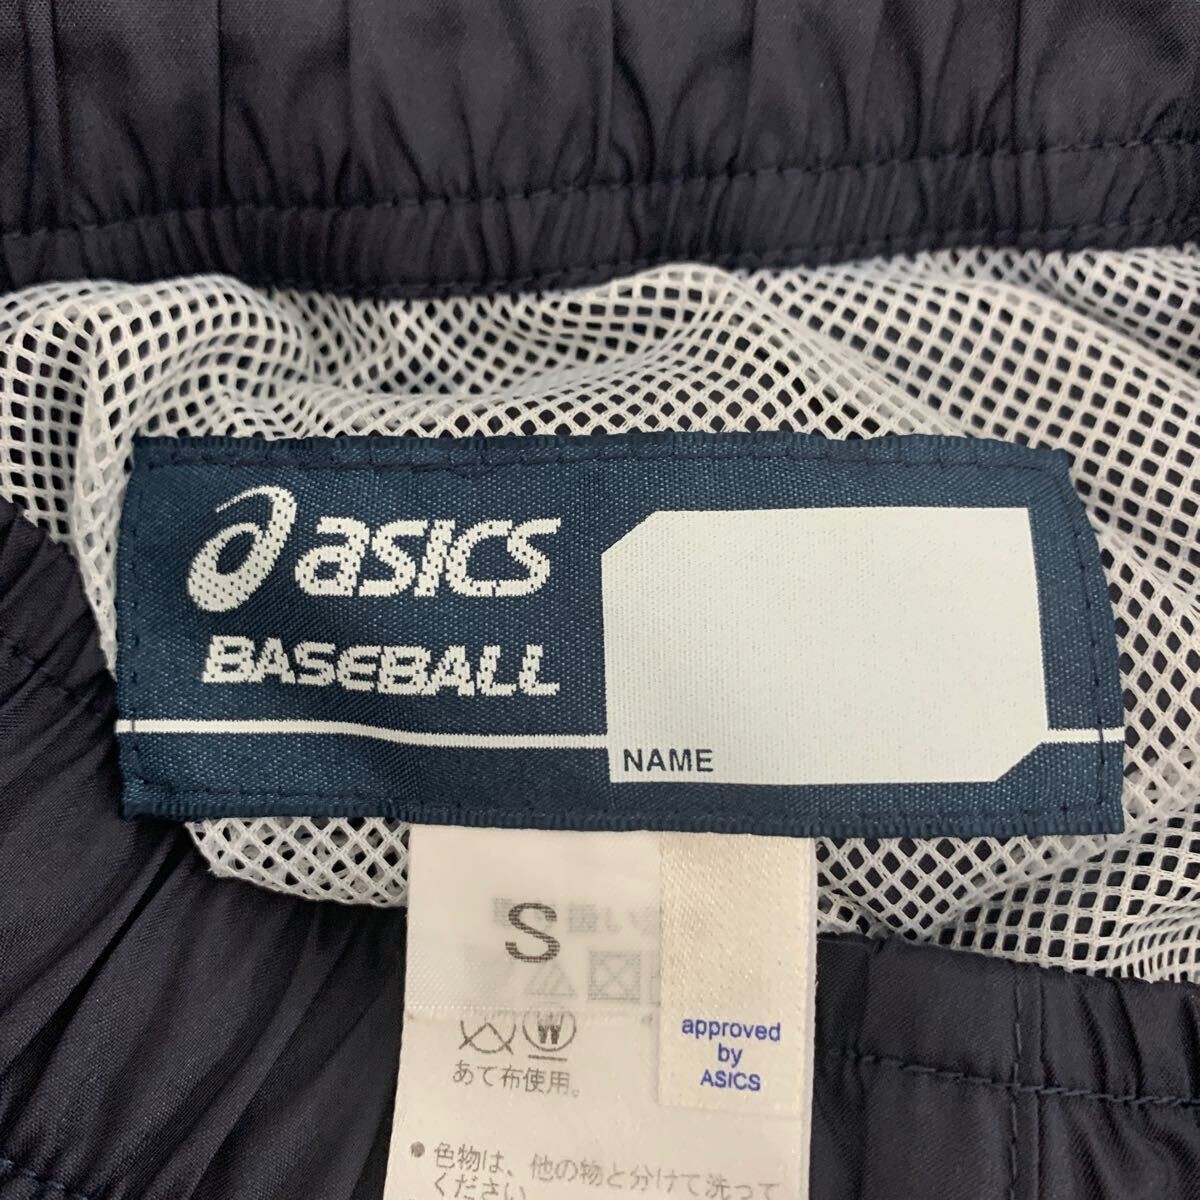 asics
BASEBALL
NAME
S
approved
by
ASICS
W
あて布使用。
●色物は、他の物と分けて洗って
ください